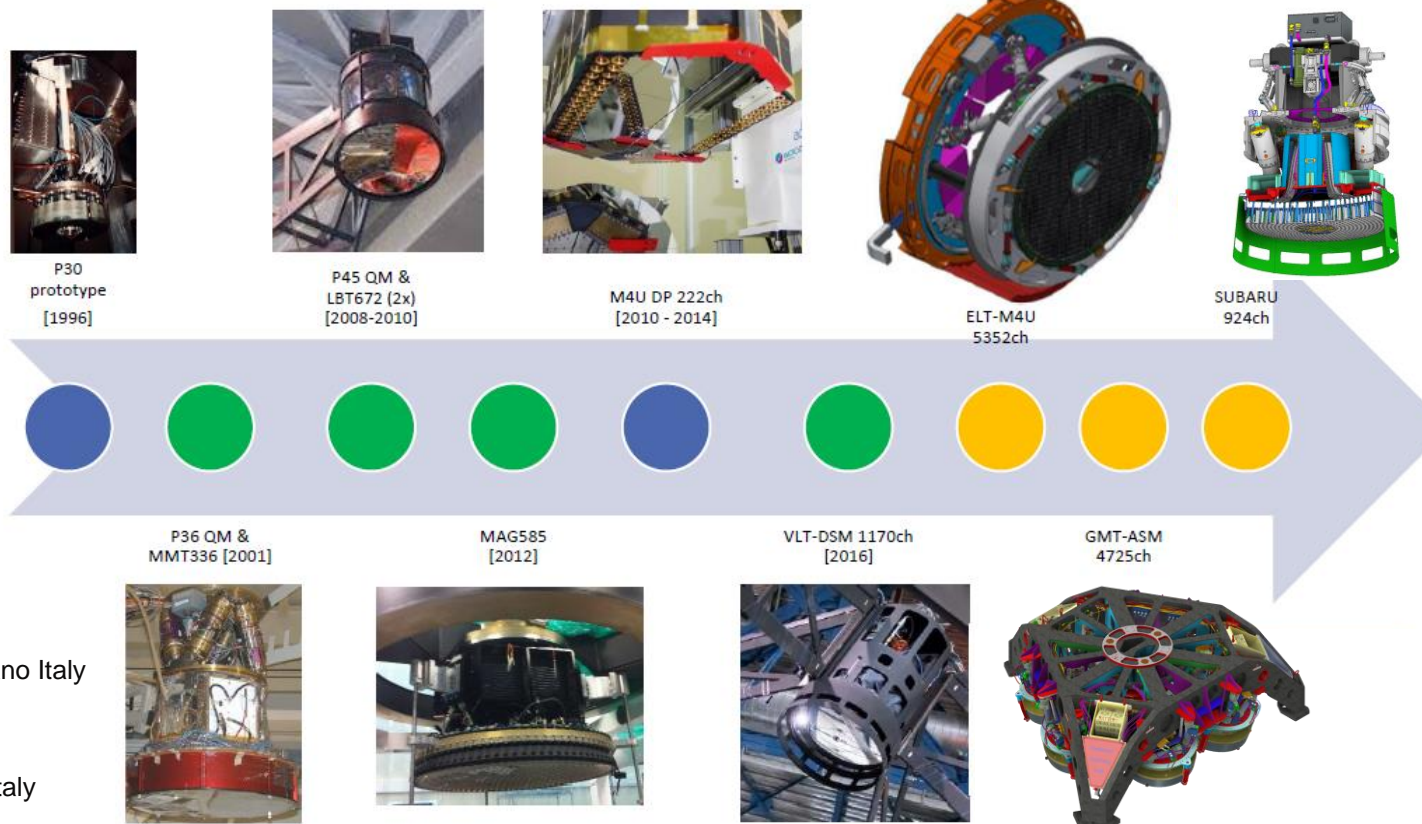 P30
prototype
[1996]
P45 QM &
LBT672 (2x)
[2008-2010]
M4U DP 222ch
[2010 - 2014]
ELT-M4U
5352ch
SUBARU
924ch
P36 QM &
MMT336 [2001]
MAG585
[2012]
VLT-DSM 1170ch
[2016]
GMT-ASM
4725ch
no Italy
taly